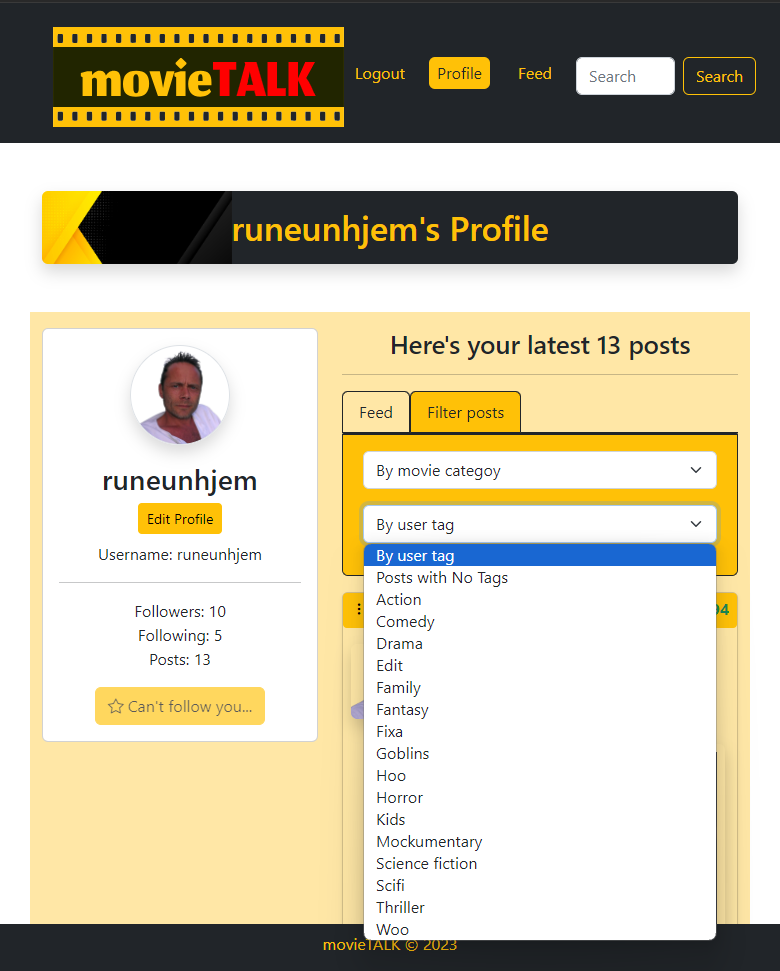 movieTALK
Logout
Profile
Feed
Search
Search
runeunhjem's Profile
runeunhjem
Edit Profile
Username: runeunhjem
Followers: 10
Following: 5
Posts: 13
Can't follow you...
Here's your latest 13 posts
Feed
Filter posts
By movie categoy
By user tag
By user tag
Posts with No Tags
Action
Comedy
Drama
Edit
Family
Fantasy
Fixa
Goblins
Hoo
Horror
Kids
Mockumentary
Science fiction
Scifi
Thriller
Woo
movieTALK © 2023